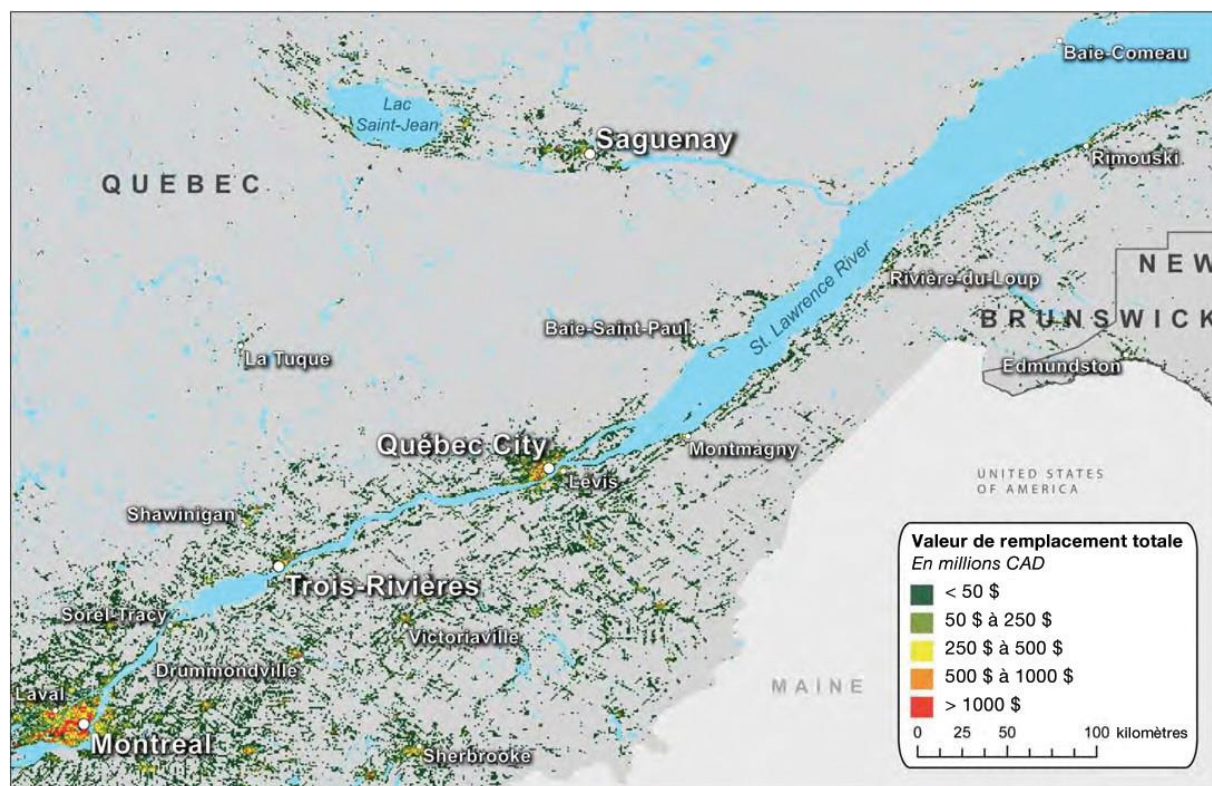 Baie-Comeau
Lac
Saint-Jean
Saguenay
QUEBEC
Rimouski
St. Lawrence River
Rivière-du-Loup
NEW
BRUNSWICK
Baie-Saint-Paul
La Tuque
Edmundston
Québec City
Montmagny
Lévis
UNITED STATES
OF AMERICA
Shawinigan
Trois-Rivières
Sorel-Tracy
Victoriaville
Drummondville
Laval
MAINE
Montreal
Sherbrooke
Valeur de remplacement totale
En millions CAD
< 50 $
50 $ à 250 $
250 $ à 500 $
500 $ à 1000 $
> 1000 $
0 25 50 100 kilomètres